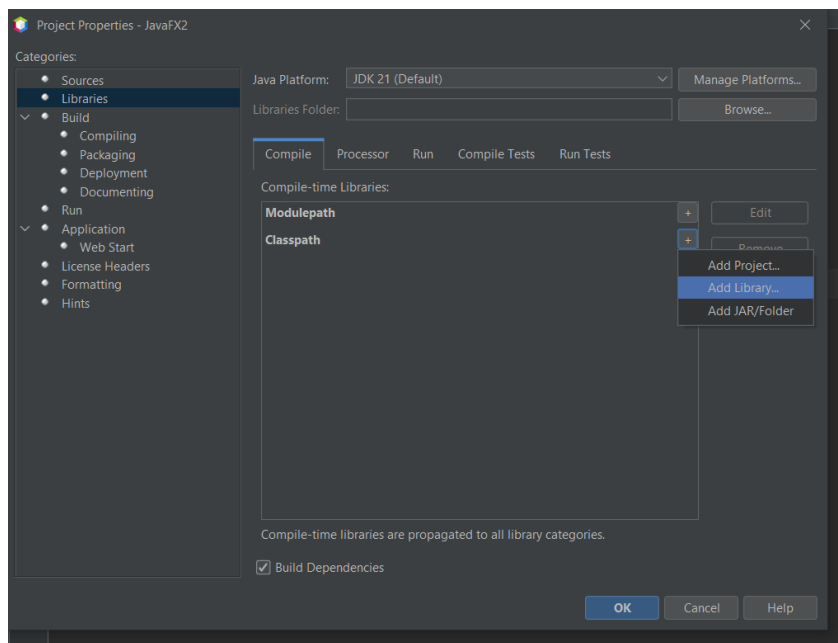 Project Properties - JavaFX2
Categories:
Sources
Libraries
Build
Compiling
Packaging
Deployment
Documenting
Run
Application
Web Start
License Headers
Formatting
Hints
Java Platform: JDK 21 (Default) Manage Platforms...
Libraries Folder: Browse...
Compile Processor Run Compile Tests Run Tests
Compile-time Libraries:
Modulepath + Edit
Classpath + Remove
Add Project...
Add Library...
Add JAR/Folder
Compile-time libraries are propagated to all library categories.
Build Dependencies
OK Cancel Help